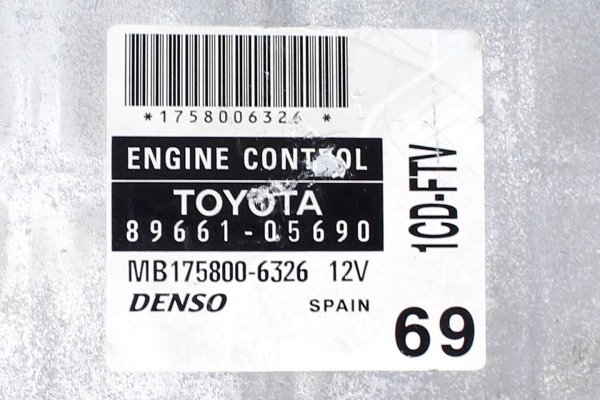 *1758006326 *
ENGINE CONTROL
TOYOTA
89661-05690
MB175800-6326 12V
DENSO SPAIN
1CD-FTV
69